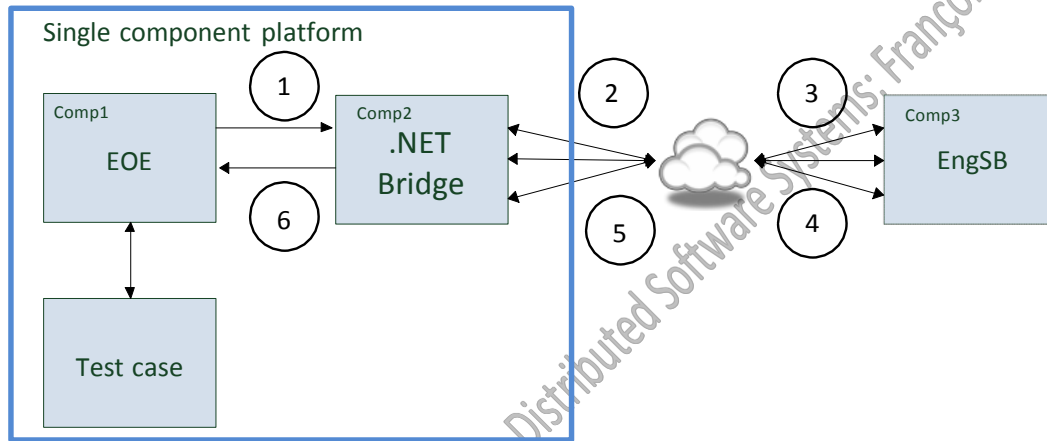 Single component platform
1
2
3
Comp1
EOE
Comp2
.NET
Bridge
Comp3
EngSB
6
5
4
Test case
Distributed Software Systems: Franço